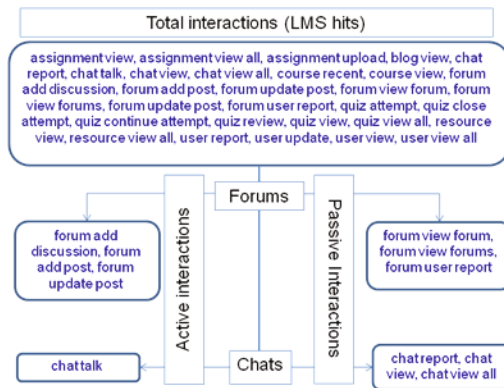 Total interactions (LMS hits)
assignment view, assignment view all, assignment upload, blog view, chat
report, chat talk, chat view, chat view all, course recent, course view, forum
add discussion, forum add post, forum update post, forum view forum, forum
view forums, forum update post, forum user report, quiz attempt, quiz close
attempt, quiz continue attempt, quiz review, quiz view, quiz view all, resource
view, resource view all, user report, user update, user view, user view all
Forums
Active interactions
Passive Interactions
forum add
discussion, forum
add post, forum
update post
forum view forum,
forum view forums,
forum user report
chat talk
Chats
chat report, chat
view, chat view all